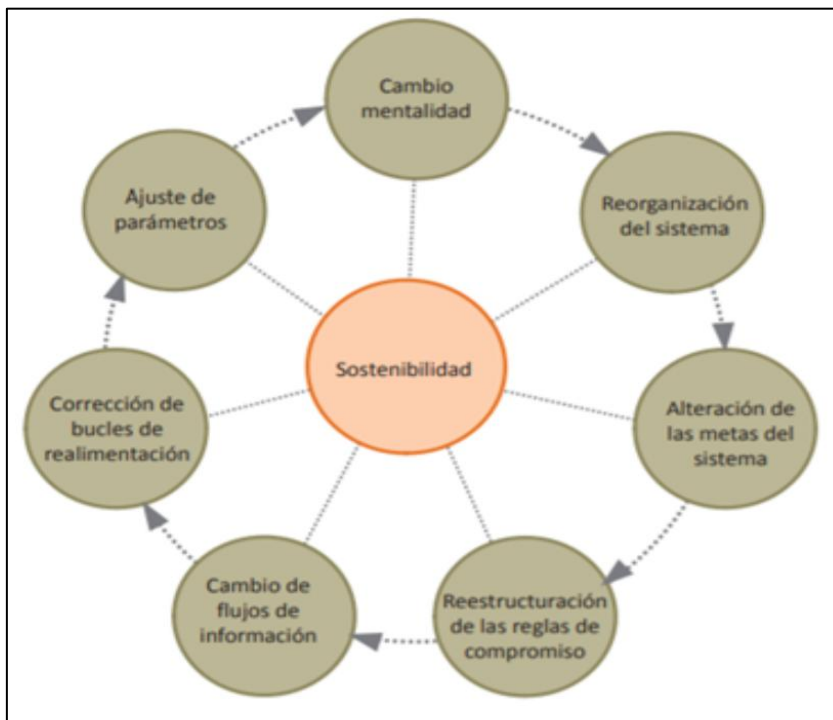 Cambio
mentalidad
Reorganización
del sistema
Alteración de
las metas del
sistema
Reestructuración
de las reglas de
compromiso
Cambio de
flujos de
información
Corrección de
bucles de
realimentación
Ajuste de
parámetros
Sostenibilidad